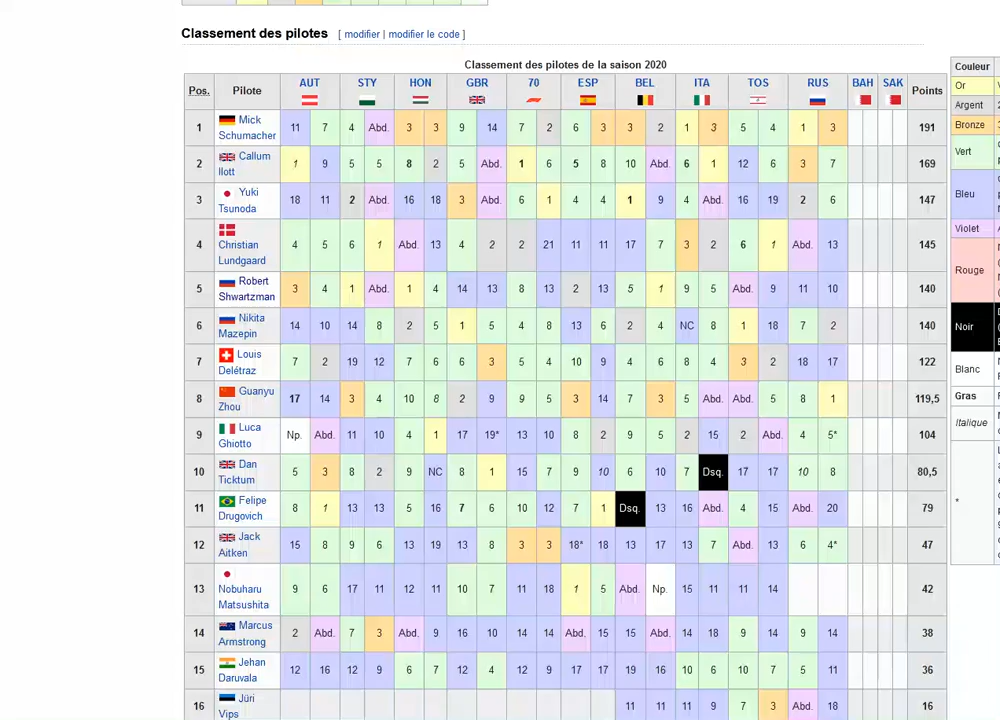 Classement des pilotes [ modifier | modifier le code ]
Classement des pilotes de la saison 2020
Pos. Pilote AUT STY HON GBR 70 ESP BEL ITA TOS RUS BAH SAK Points
1 Mick Schumacher 11 7 4 Abd. 3 3 9 14 7 2 6 3 3 2 1 3 5 4 1 3 191
2 Callum Ilott 1 9 5 5 8 2 5 Abd. 1 6 5 8 10 Abd. 6 1 12 6 3 7 169
3 Yuki Tsunoda 18 11 2 Abd. 16 18 3 Abd. 6 1 4 4 1 9 4 Abd. 16 19 2 6 147
4 Christian Lundgaard 4 5 6 1 Abd. 13 4 2 2 21 11 11 17 7 3 2 6 1 Abd. 13 145
5 Robert Shwartzman 3 4 1 Abd. 1 4 14 13 8 13 2 13 5 1 9 5 Abd. 9 11 10 140
6 Nikita Mazepin 14 10 14 8 2 5 1 5 4 8 13 6 2 4 NC 8 1 18 7 2 140
7 Louis Delétraz 7 2 19 12 7 6 6 3 5 4 10 9 4 6 8 4 3 2 18 17 122
8 Guanyu Zhou 17 14 3 4 10 8 2 9 9 5 3 14 7 3 5 Abd. Abd. 5 8 1 119,5
9 Luca Ghiotto Np. Abd. 11 10 4 1 17 19* 13 10 8 2 9 5 2 15 2 Abd. 4 5* 104
10 Dan Ticktum 5 3 8 2 9 NC 8 1 15 7 9 10 6 10 7 Dsq. 17 17 10 8 80,5
11 Felipe Drugovich 8 1 13 13 5 16 7 6 10 12 7 1 Dsq. 13 16 Abd. 4 15 Abd. 20 79
12 Jack Aitken 15 8 9 6 13 19 13 8 3 3 18* 18 13 17 13 7 Abd. 13 6 4* 47
13 Nobuharu Matsushita 9 6 17 11 12 11 10 7 11 18 1 5 Abd. Np. 15 11 11 14 42
14 Marcus Armstrong 2 Abd. 7 3 Abd. 9 16 10 14 14 Abd. 15 15 Abd. 14 18 9 14 9 14 38
15 Jehan Daruvala 12 16 12 9 6 7 12 4 12 9 17 17 19 16 10 6 10 7 5 11 36
16 Jüri Vips 11 11 11 9 7 3 Abd. 18 16
Couleur
Or
Argent
Bronze
Vert
Bleu
Violet
Rouge
Noir
Blanc
Gras
Italique
*